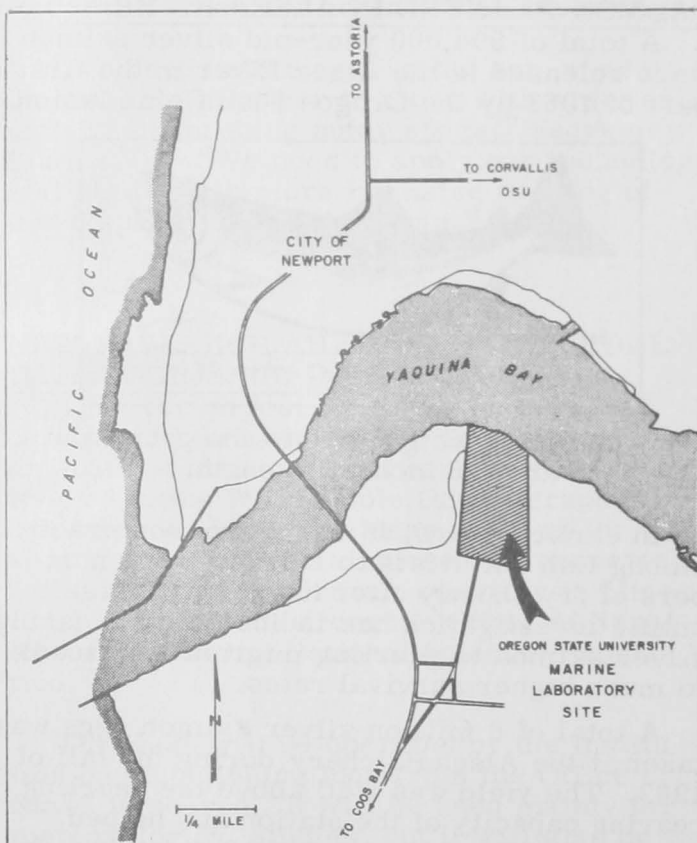 TO ASTORIA
TO CORVALLIS
OSU
CITY OF
NEWPORT
PACIFIC OCEAN
YAQUINA BAY
OREGON STATE UNIVERSITY
MARINE
LABORATORY
SITE
N
1/4 MILE
TO COOS BAY